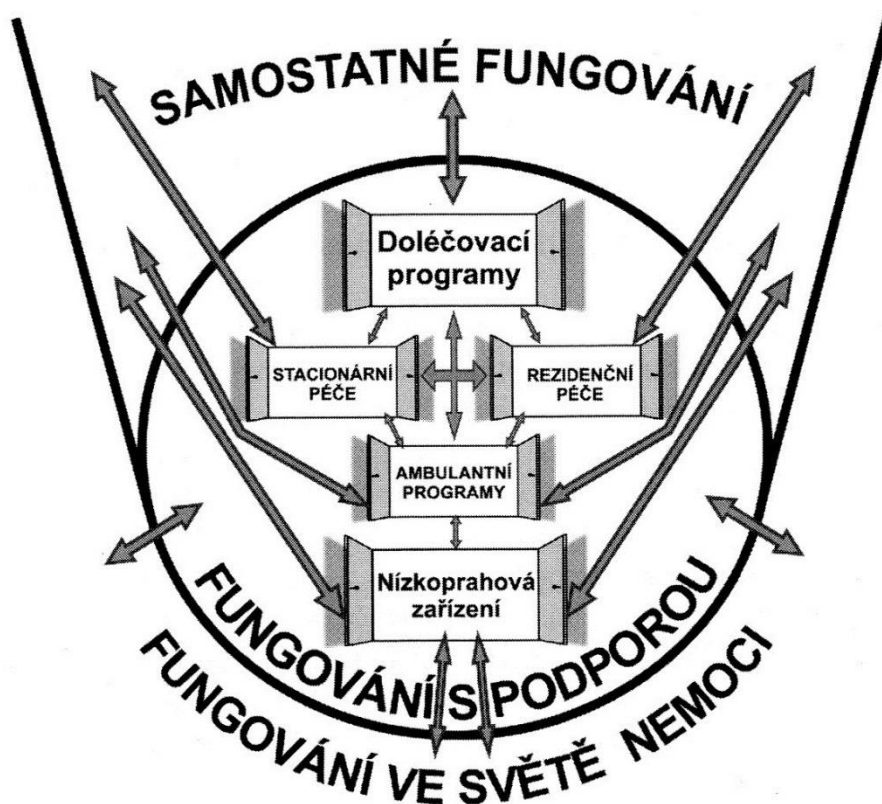 SAMOSTATNÉ FUNGOVÁNÍ
Doléčovací
programy
STACIONÁRNÍ
PÉČE
REZIDENČNÍ
PÉČE
AMBULANTNÍ
PROGRAMY
Nízkoprahová
zařízení
FUNGOVÁNÍ S PODPOROU
FUNGOVÁNÍ VE SVĚTĚ NEMOCI